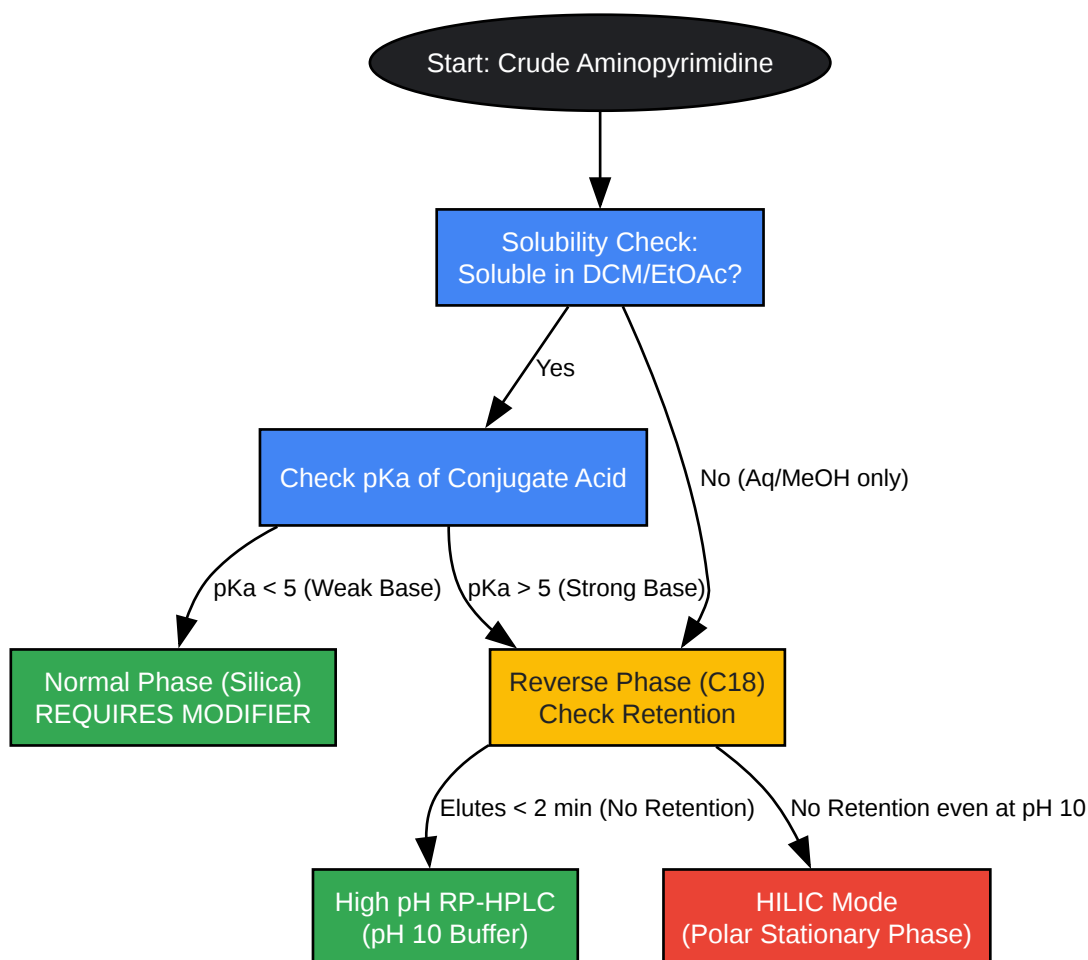 Start: Crude Aminopyrimidine
Solubility Check:
Soluble in DCM/EtOAc?
Yes
Check pKa of Conjugate Acid
No (Aq/MeOH only)
pKa < 5 (Weak Base)
pKa > 5 (Strong Base)
Normal Phase (Silica)
REQUIRES MODIFIER
Reverse Phase (C18)
Check Retention
Elutes < 2 min (No Retention)
No Retention even at pH 10
High pH RP-HPLC
(pH 10 Buffer)
HILIC Mode
(Polar Stationary Phase)